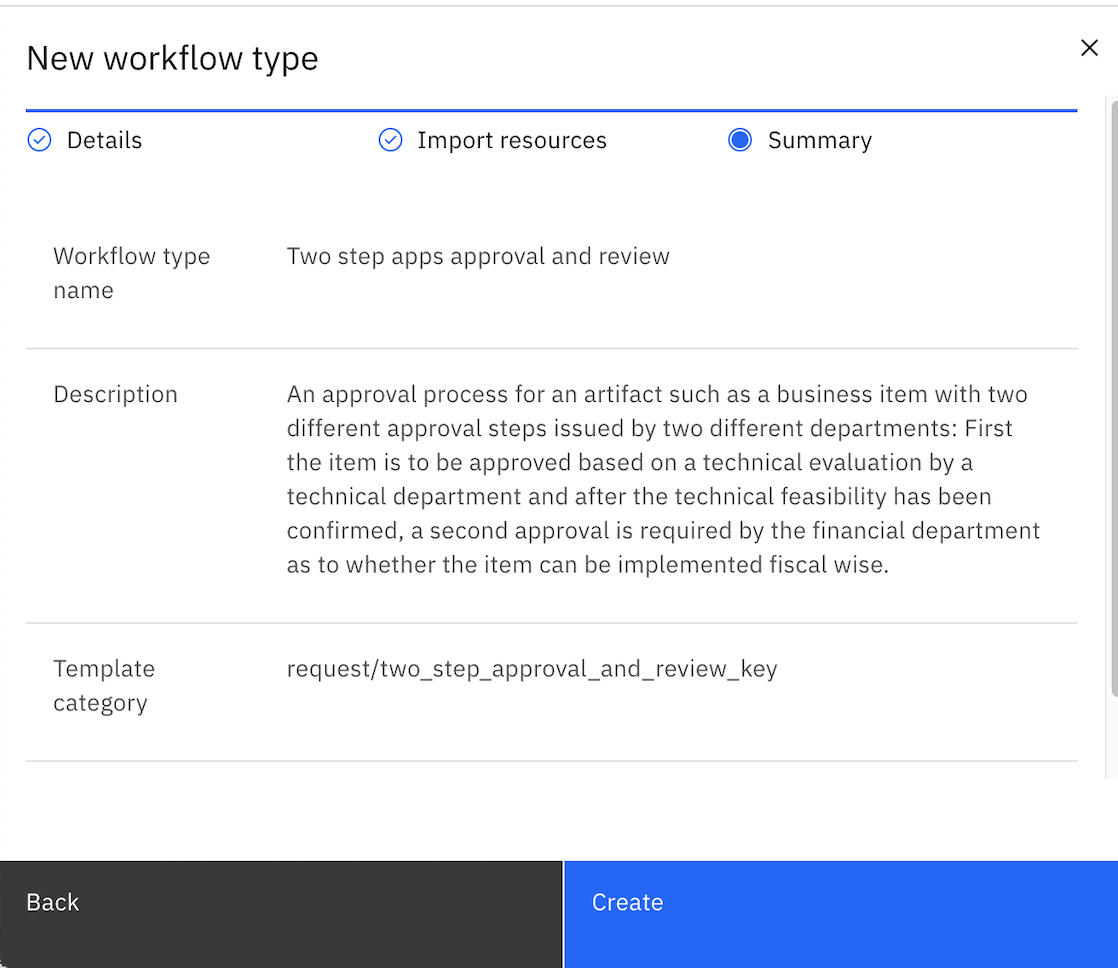 New workflow type
Details
Import resources
Summary
Workflow type
name
Two step apps approval and review
Description
An approval process for an artifact such as a business item with two
different approval steps issued by two different departments: First
the item is to be approved based on a technical evaluation by a
technical department and after the technical feasibility has been
confirmed, a second approval is required by the financial department
as to whether the item can be implemented fiscal wise.
Template
category
request/two_step_approval_and_review_key
Back
Create